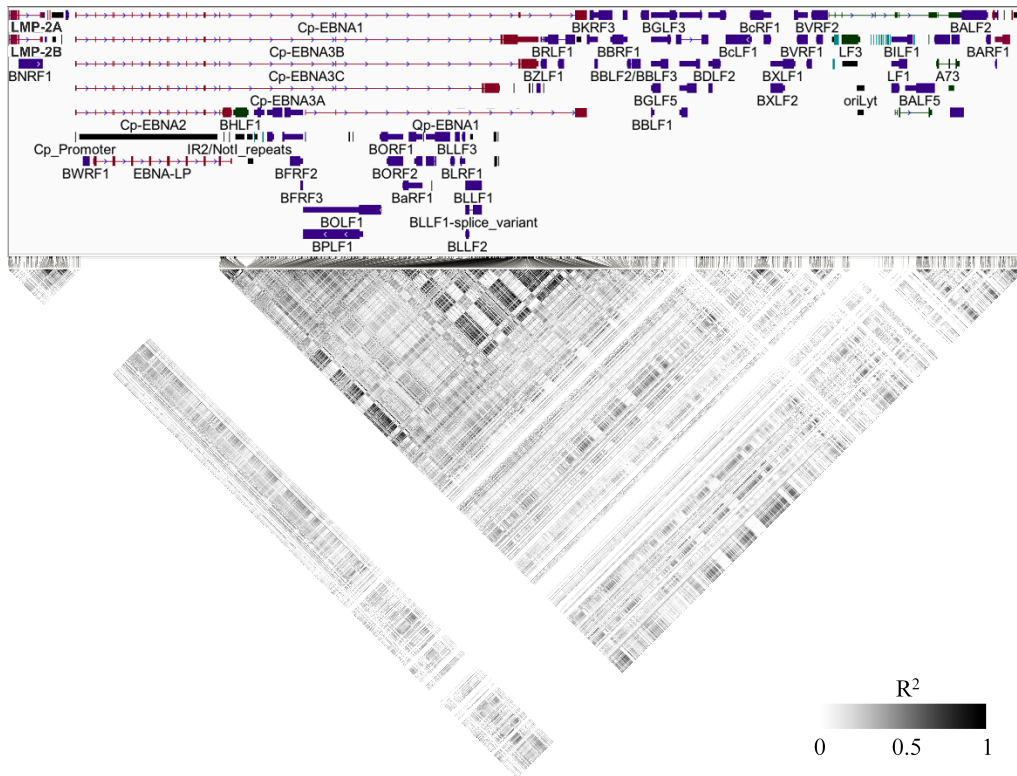 LMP-2A Cp-EBNA1 BKRF3 BGLF3 BcRF1 BVRF2 BALF2
LMP-2B Cp-EBNA3B BRLF1 BBRF1 BcLF1 BVRF1 LF3 BILF1 BARF1
BNRF1 Cp-EBNA3C BZLF1 BBLF2/BBLF3 BDLF2 BXLF1 LF1 A73
Cp-EBNA3A BGLF5 BXLF2 oriLyt BALF5
Cp-EBNA2 BHLF1 Qp-EBNA1 BBLF1
Cp_Promoter IR2/NotI_repeats BORF1 BLLF3
BWRF1 EBNA-LP BFRF2 BORF2 BLRF1
BFRF3 BaRF1 BLLF1
BOLF1 BLLF1-splice_variant
BPLF1 BLLF2
R²
0 0.5 1